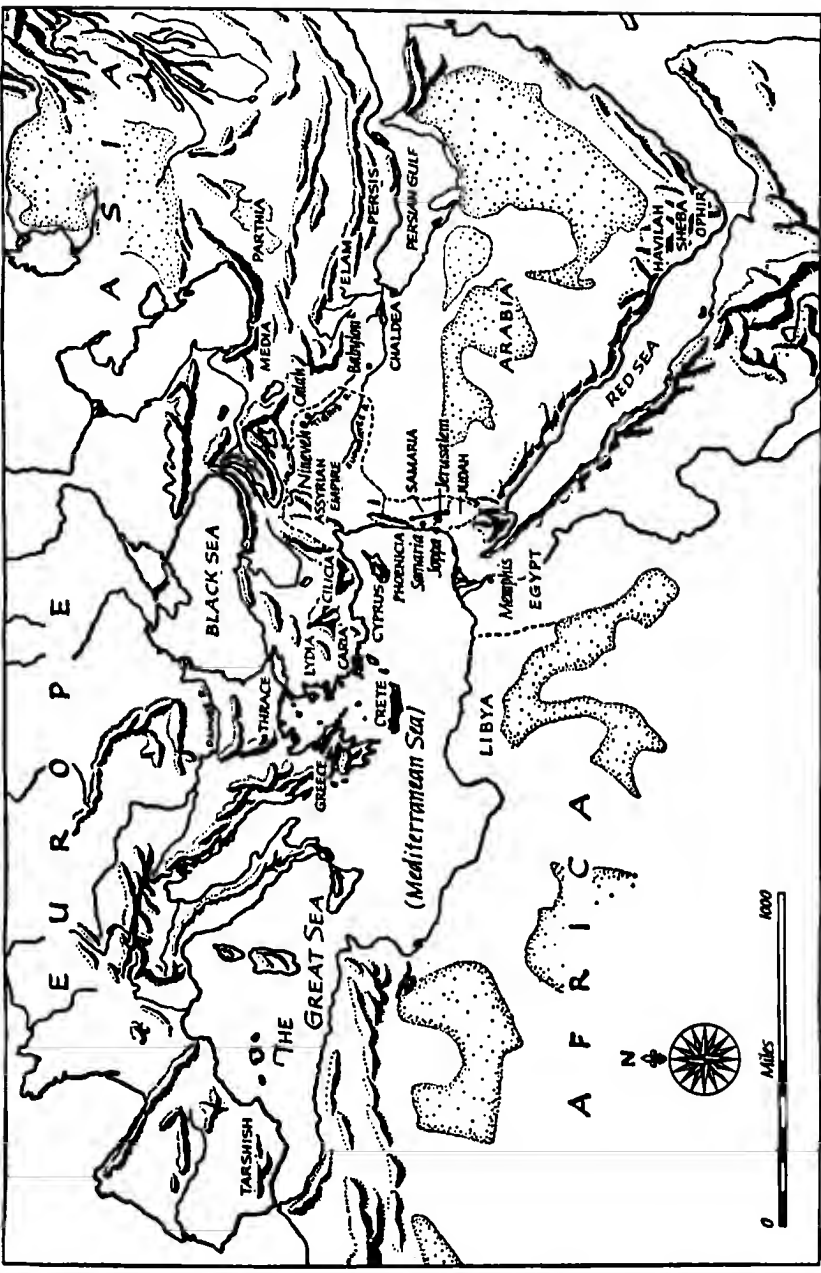 EUROPE
ASIA
BLACK SEA
Danube R.
THRACE
GREECE
LYDIA
CARIA
CILICIA
CRETE
CYPRUS
TARSHISH
THE
GREAT SEA
(Mediterranean Sea)
ASSYRIAN
EMPIRE
Nineveh
Calah
MEDIA
PARTHIA
Babylon
ELAM
PERSIS
CHALDEA
PERSIAN GULF
PHOENICIA
Samaria
Joppa
SAMARIA
Jerusalem
JUDAH
Memphis
EGYPT
LIBYA
ARABIA
RED SEA
HAVILAH
SHEBA
OPHIR
AFRICA
N
0 Miles 1000